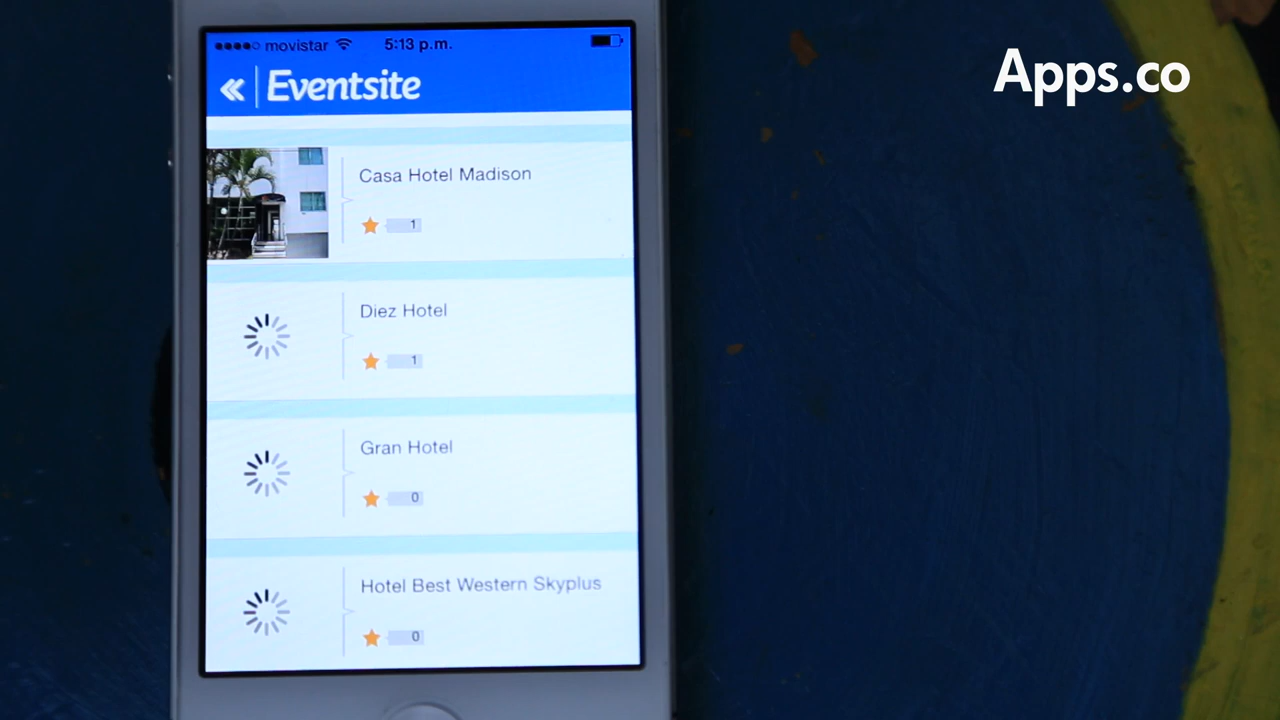 movistar 5:13 p.m.
Eventsite
Apps.co
Casa Hotel Madison
1
Diez Hotel
1
Gran Hotel
0
Hotel Best Western Skyplus
0